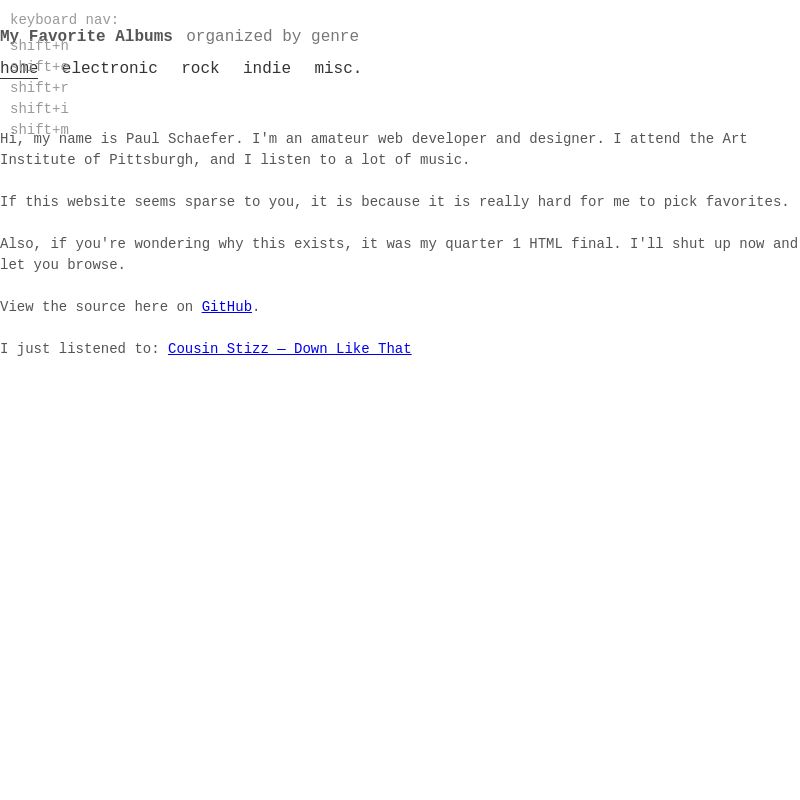 keyboard nav:
My Favorite Albums organized by genre
shift+h
home electronic rock indie misc.
shift+e
shift+r
shift+i
shift+m
Hi, my name is Paul Schaefer. I'm an amateur web developer and designer. I attend the Art
Institute of Pittsburgh, and I listen to a lot of music.
If this website seems sparse to you, it is because it is really hard for me to pick favorites.
Also, if you're wondering why this exists, it was my quarter 1 HTML final. I'll shut up now and
let you browse.
View the source here on GitHub.
I just listened to: Cousin Stizz — Down Like That